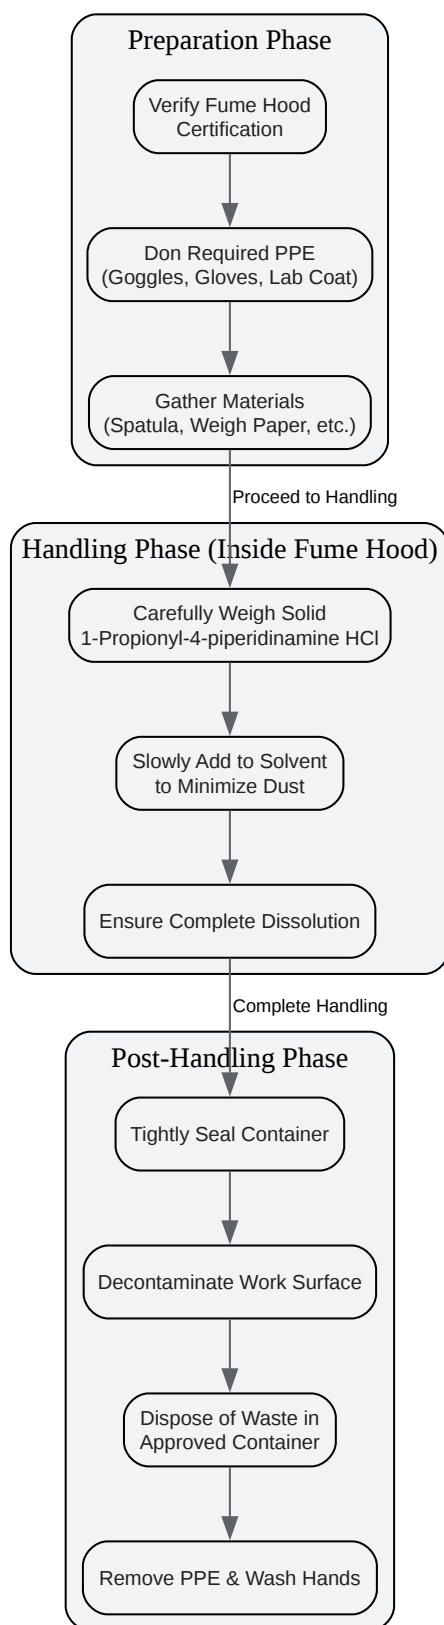 Preparation Phase
Verify Fume Hood
Certification
Don Required PPE
(Goggles, Gloves, Lab Coat)
Gather Materials
(Spatula, Weigh Paper, etc.)
Proceed to Handling
Handling Phase (Inside Fume Hood)
Carefully Weigh Solid
1-Propionyl-4-piperidinamine HCl
Slowly Add to Solvent
to Minimize Dust
Ensure Complete Dissolution
Complete Handling
Post-Handling Phase
Tightly Seal Container
Decontaminate Work Surface
Dispose of Waste in
Approved Container
Remove PPE & Wash Hands